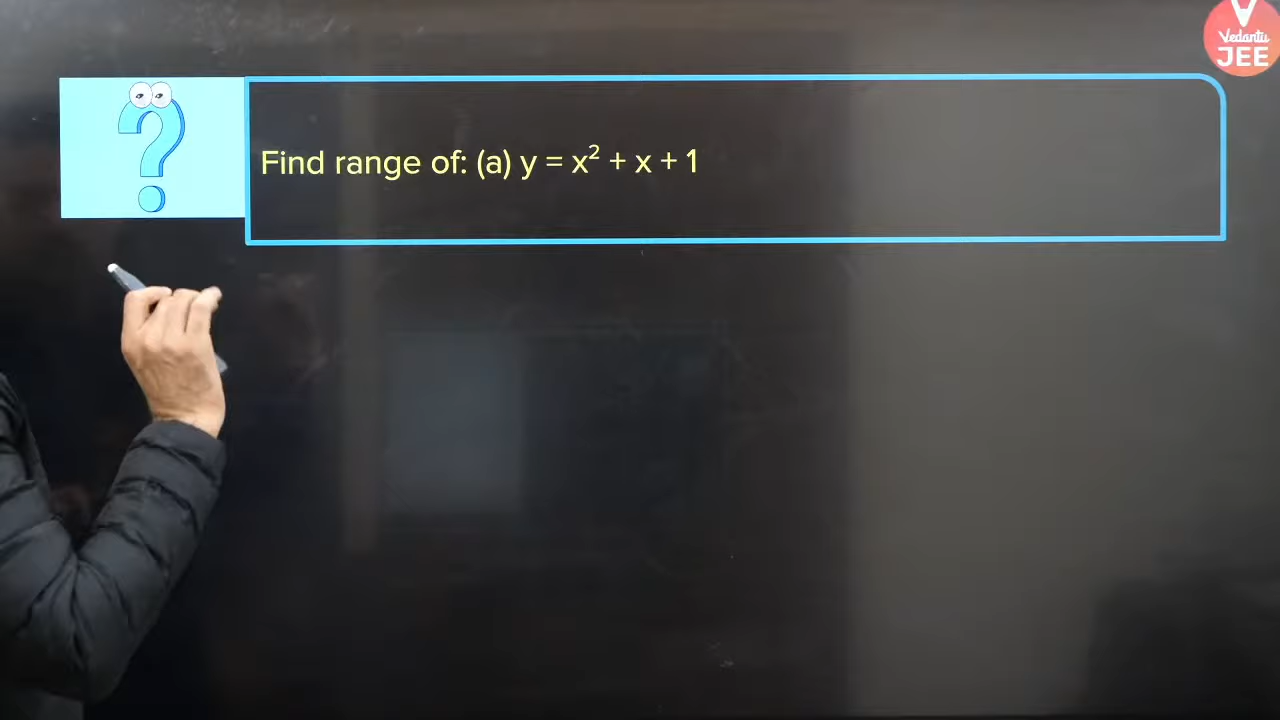 Vedantu
JEE
Find range of: (a) y = x² + x + 1